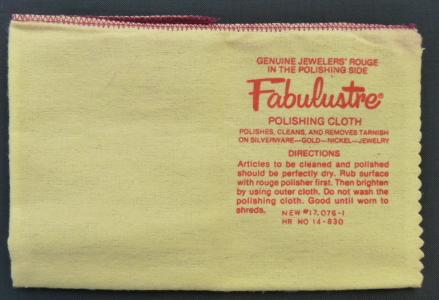 GENUINE JEWELERS' ROUGE
IN THE POLISHING SIDE
Fabulustre®
POLISHING CLOTH
POLISHES, CLEANS, AND REMOVES TARNISH
ON SILVERWARE—GOLD—NICKEL—JEWELRY
DIRECTIONS
Articles to be cleaned and polished
should be perfectly dry. Rub surface
with rouge polisher first. Then brighten
by using outer cloth. Do not wash the
polishing cloth. Good until worn to
shreds. NEW #17.076-1
HR NO 14-830